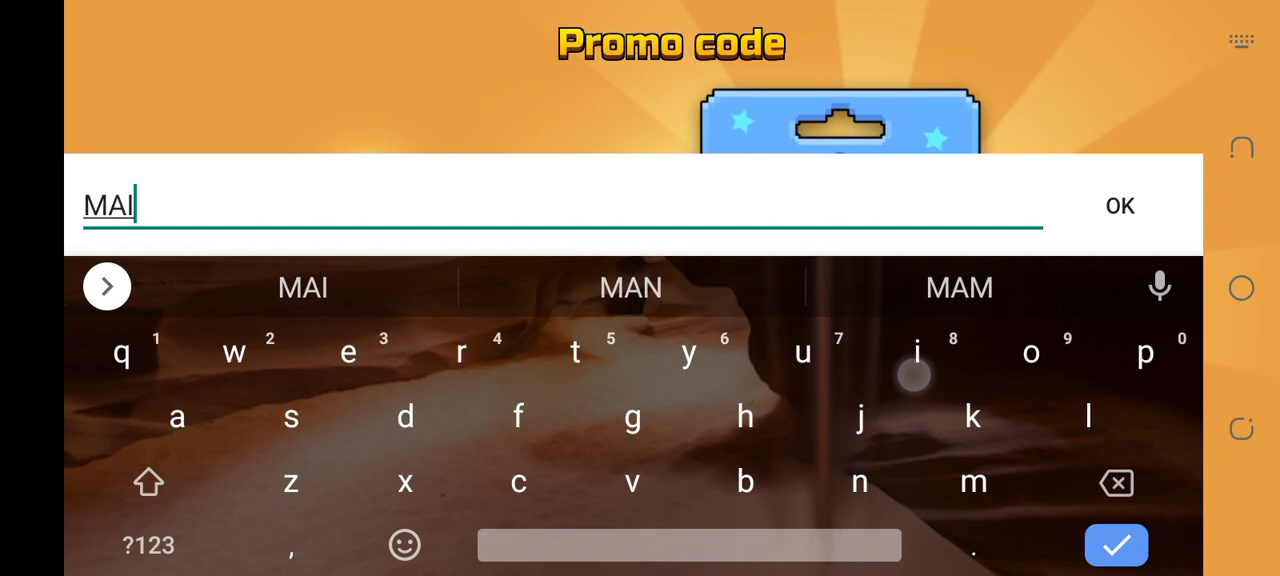 Promo code
MAI
OK
MAI MAN MAM
q 1 w 2 e 3 r 4 t 5 y 6 u 7 i 8 o 9 p 0
a s d f g h j k l
z x c v b n m
?123 , .